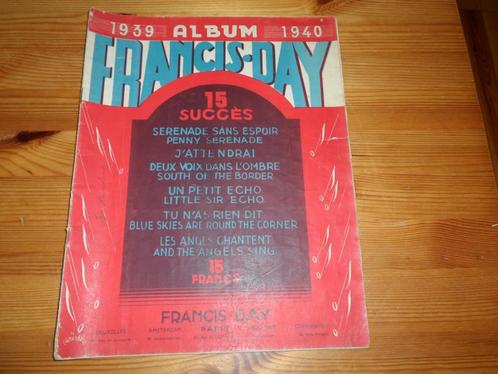 1939 ALBUM 1940
FRANCIS-DAY
15
SUCCÈS
SERENADE SANS ESPOIR
PENNY SERENADE
J'ATTENDRAI
DEUX VOIX DANS L'OMBRE
SOUTH OF THE BORDER
UN PETIT ECHO
LITTLE SIR ECHO
TU N'AS RIEN DIT
BLUE SKIES ARE ROUND THE CORNER
LES ANGES CHANTENT
AND THE ANGELS SING
15
FRANCS
FRANCIS-DAY
BRUXELLES AMSTERDAM PARIS